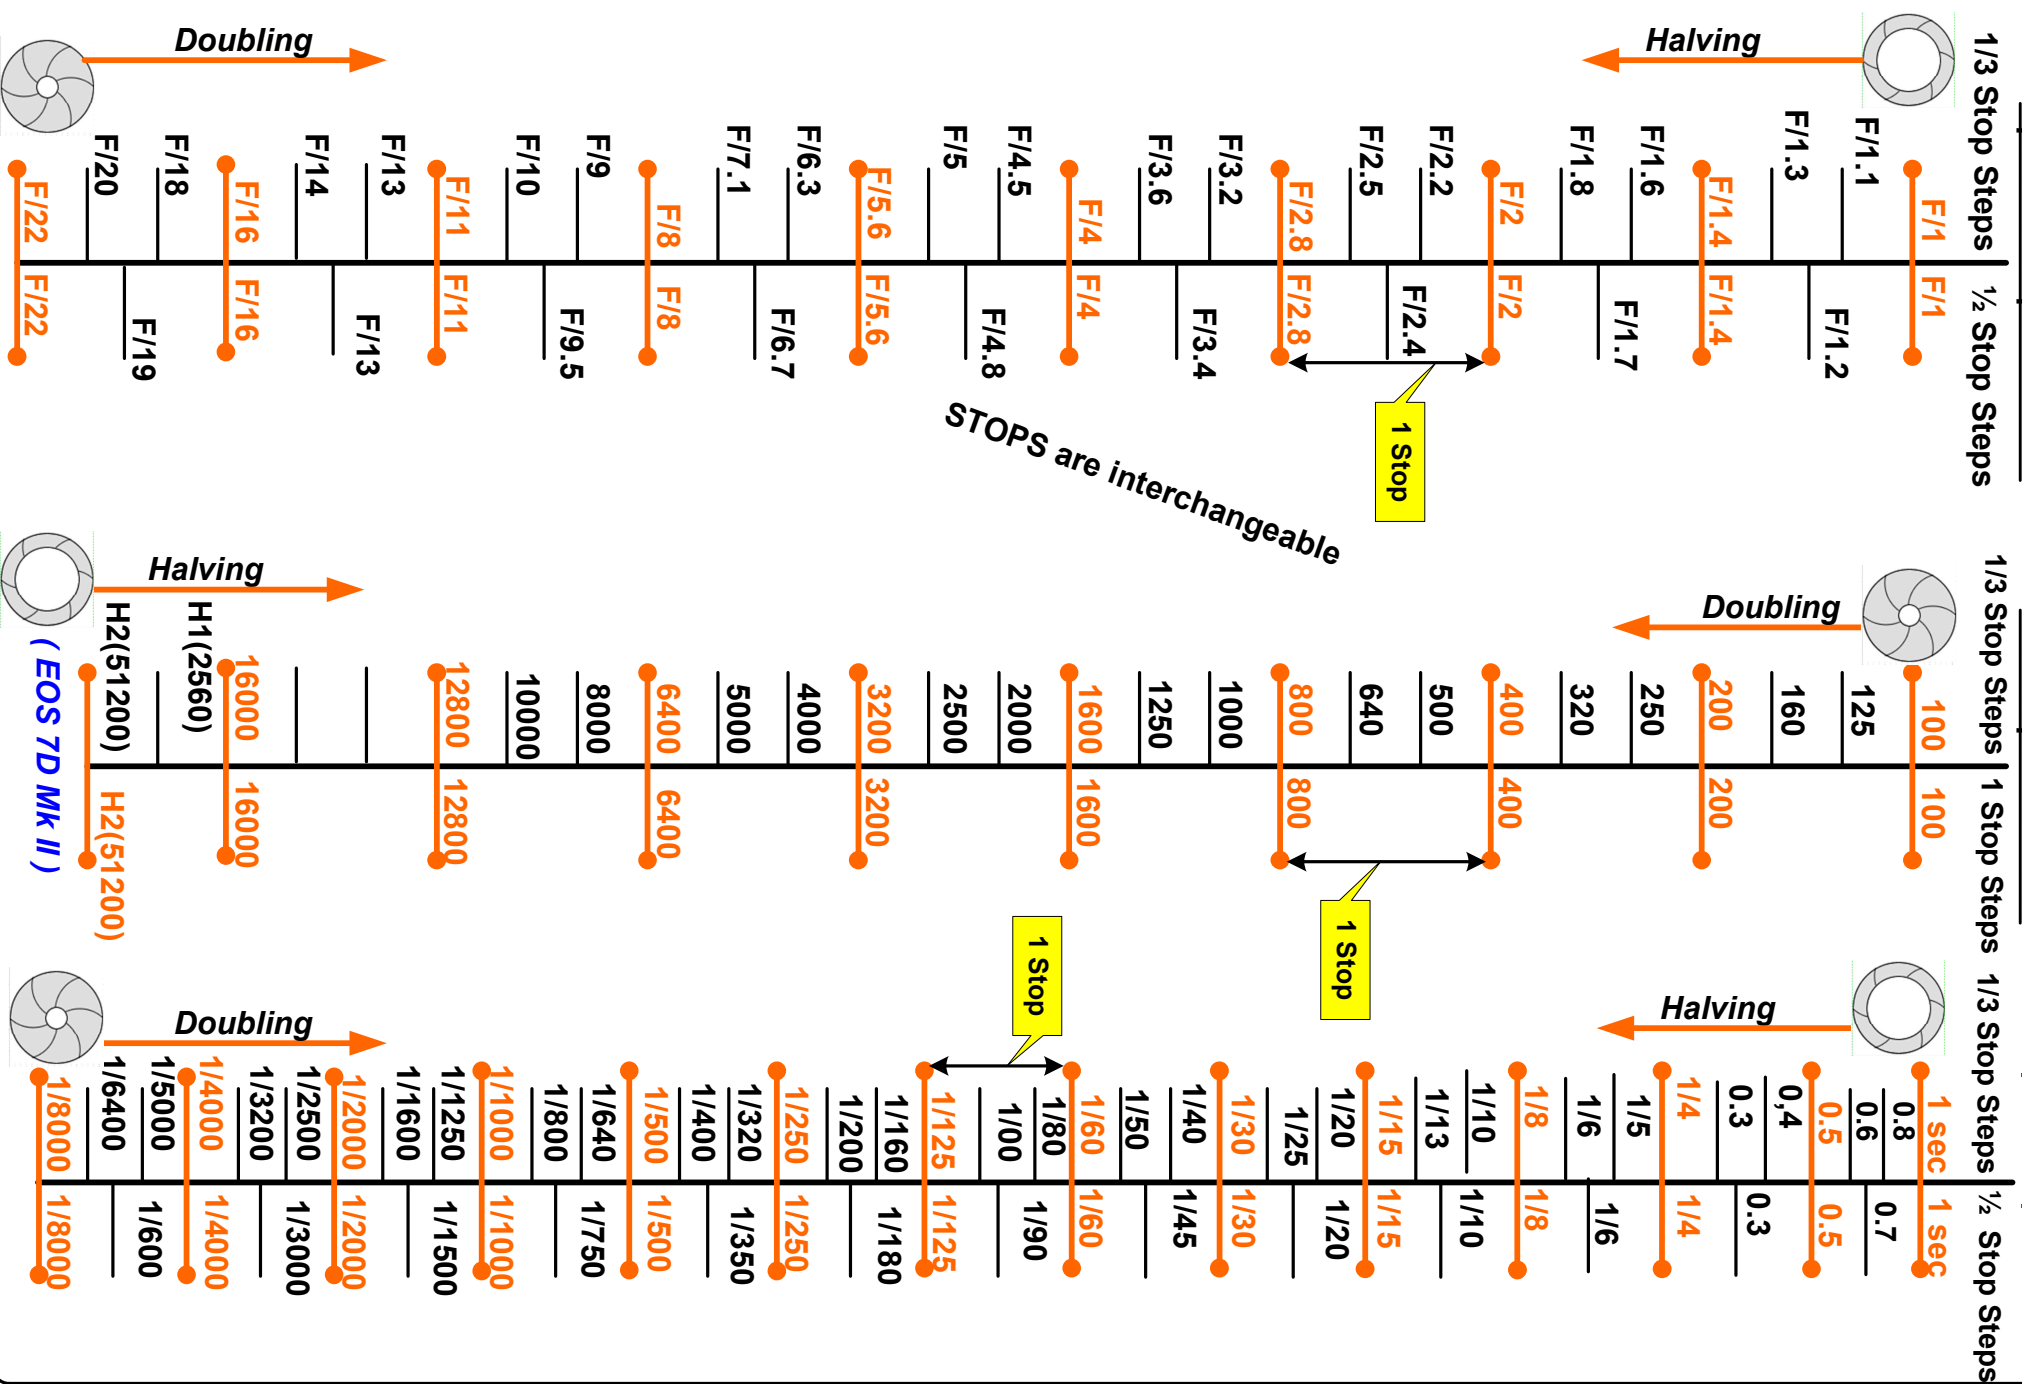 Doubling
Halving
1/3 Stop Steps
F/22
F/20
F/18
F/16
F/14
F/13
F/11
F/10
F/9
F/8
F/7.1
F/6.3
F/5.6
F/5
F/4.5
F/4
F/3.6
F/3.2
F/2.8
F/2.5
F/2.2
F/2
F/1.8
F/1.6
F/1.4
F/1.3
F/1.1
F/1
½ Stop Steps
F/22
F/19
F/16
F/13
F/11
F/9.5
F/8
F/6.7
F/5.6
F/4.8
F/4
F/3.4
F/2.8
F/2.4
F/2
F/1.7
F/1.4
F/1.2
F/1
1 Stop
STOPS are interchangeable
Halving
Doubling
1/3 Stop Steps
H2(51200)
H1(2560)
16000
12800
10000
8000
6400
5000
4000
3200
2500
2000
1600
1250
1000
800
640
500
400
320
250
200
160
125
100
1 Stop Steps
H2(51200)
16000
12800
6400
3200
1600
800
400
200
100
( EOS 7D Mk II )
1 Stop
1 Stop
Doubling
Halving
1/3 Stop Steps
1/8000
1/6400
1/5000
1/4000
1/3200
1/2500
1/2000
1/1600
1/1250
1/1000
1/800
1/640
1/500
1/400
1/320
1/250
1/200
1/160
1/125
1/00
1/80
1/60
1/50
1/40
1/30
1/25
1/20
1/15
1/13
1/10
1/8
1/6
1/5
1/4
0.3
0,4
0.5
0.6
0.8
1 sec
½ Stop Steps
1/8000
1/600
1/4000
1/3000
1/2000
1/1500
1/1000
1/750
1/500
1/350
1/250
1/180
1/125
1/90
1/60
1/45
1/30
1/20
1/15
1/10
1/8
1/6
1/4
0.3
0.5
0.7
1 sec